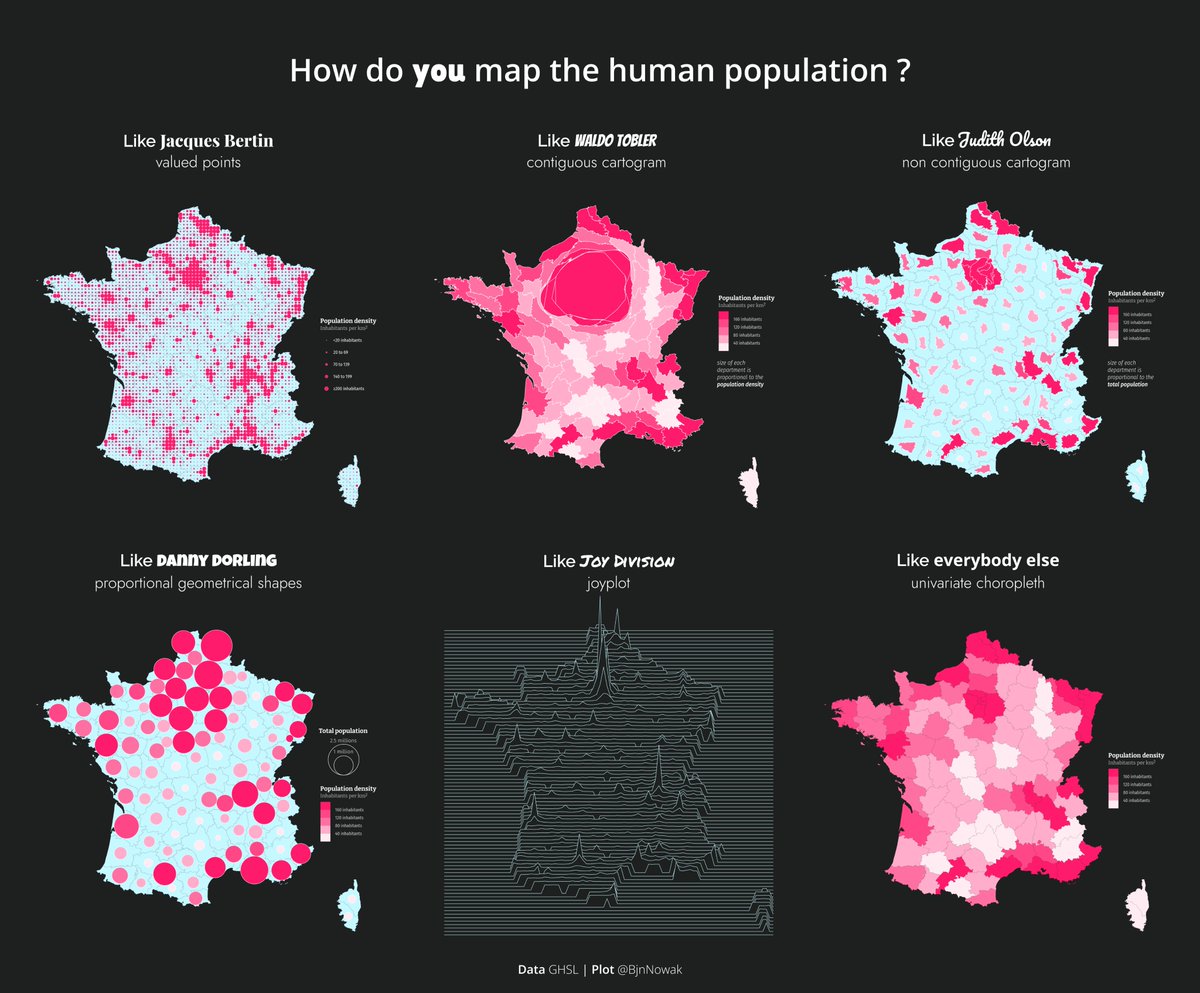 How do you map the human population ?
Like Jacques Bertin
valued points
Population density
Inhabitants per km²
<20 inhabitants
20 to 69
70 to 139
140 to 199
≥200 inhabitants
Like WALDO TOBLER
contiguous cartogram
Population density
Inhabitants per km²
160 inhabitants
120 inhabitants
80 inhabitants
40 inhabitants
size of each
department is
proportional to the
population density
Like Judith Olson
non contiguous cartogram
Population density
Inhabitants per km²
160 inhabitants
120 inhabitants
80 inhabitants
40 inhabitants
size of each
department is
proportional to the
total population
Like DANNY DORLING
proportional geometrical shapes
Total population
2.5 millions
1 million
Population density
Inhabitants per km²
160 inhabitants
120 inhabitants
80 inhabitants
40 inhabitants
Like JOY DIVISION
joyplot
Like everybody else
univariate choropleth
Population density
Inhabitants per km²
160 inhabitants
120 inhabitants
80 inhabitants
40 inhabitants
Data GHSL | Plot @BjnNowak